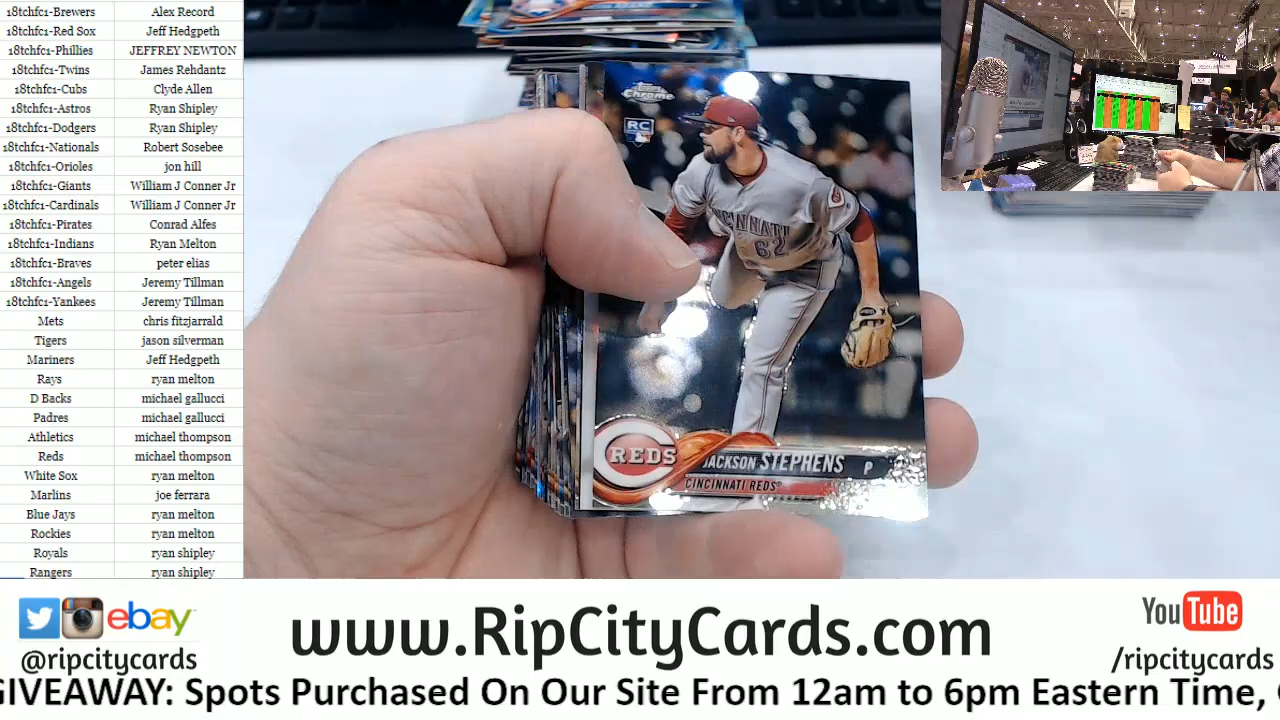 18tchfc1-Brewers Alex Record
18tchfc1-Red Sox Jeff Hedgpeth
18tchfc1-Phillies JEFFREY NEWTON
18tchfc1-Twins James Rehdantz
18tchfc1-Cubs Clyde Allen
18tchfc1-Astros Ryan Shipley
18tchfc1-Dodgers Ryan Shipley
18tchfc1-Nationals Robert Sosebee
18tchfc1-Orioles jon hill
18tchfc1-Giants William J Conner Jr
18tchfc1-Cardinals William J Conner Jr
18tchfc1-Pirates Conrad Alfes
18tchfc1-Indians Ryan Melton
18tchfc1-Braves peter elias
18tchfc1-Angels Jeremy Tillman
18tchfc1-Yankees Jeremy Tillman
Mets chris fitzjarrald
Tigers jason silverman
Mariners Jeff Hedgpeth
Rays ryan melton
D Backs michael gallucci
Padres michael gallucci
Athletics michael thompson
Reds michael thompson
White Sox ryan melton
Marlins joe ferrara
Blue Jays ryan melton
Rockies ryan melton
Royals ryan shipley
Rangers ryan shipley
Topps
Chrome
RC
CINCINNATI
62
REDS
JACKSON STEPHENS P
CINCINNATI REDS
ebay
@ripcitycards
www.RipCityCards.com
YouTube
/ripcitycards
GIVEAWAY: Spots Purchased On Our Site From 12am to 6pm Eastern Time,